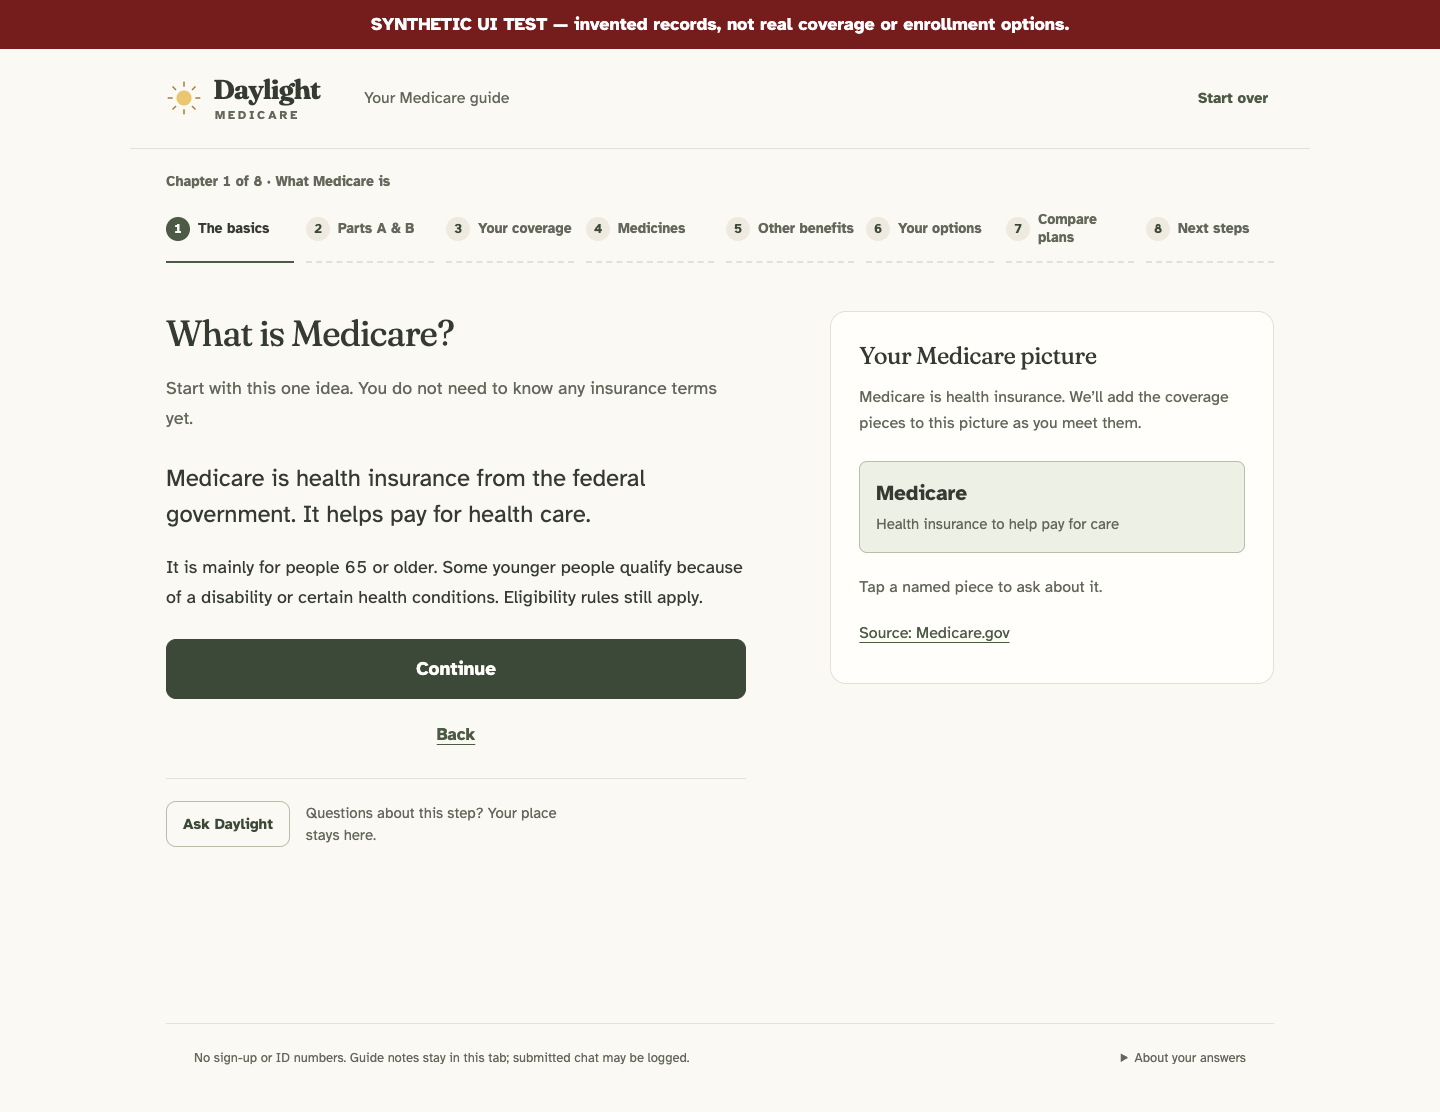 SYNTHETIC UI TEST — invented records, not real coverage or enrollment options.
Daylight
MEDICARE
Your Medicare guide
Start over
Chapter 1 of 8 · What Medicare is
1 The basics
2 Parts A & B
3 Your coverage
4 Medicines
5 Other benefits
6 Your options
7 Compare
plans
8 Next steps
What is Medicare?
Start with this one idea. You do not need to know any insurance terms
yet.
Medicare is health insurance from the federal
government. It helps pay for health care.
It is mainly for people 65 or older. Some younger people qualify because
of a disability or certain health conditions. Eligibility rules still apply.
Continue
Back
Ask Daylight
Questions about this step? Your place
stays here.
Your Medicare picture
Medicare is health insurance. We’ll add the coverage
pieces to this picture as you meet them.
Medicare
Health insurance to help pay for care
Tap a named piece to ask about it.
Source: Medicare.gov
No sign-up or ID numbers. Guide notes stay in this tab; submitted chat may be logged.
▶ About your answers